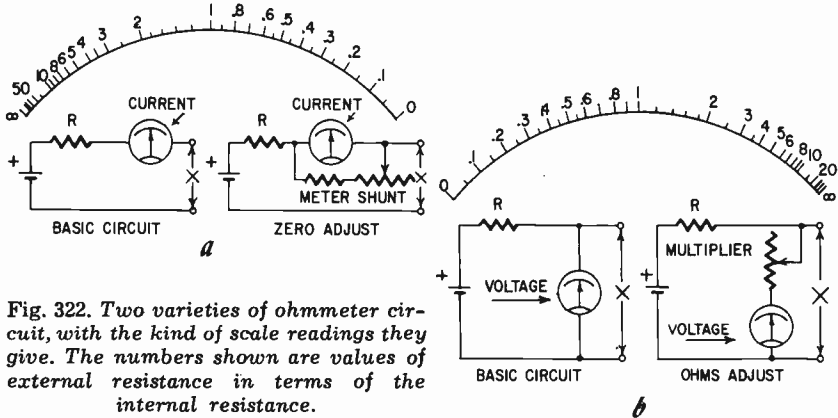 ∞ 50 10 8 6 5 4 3 2 1 .8 .6 .5 .4 .3 .2 .1 0
CURRENT
R
+
X
BASIC CIRCUIT
CURRENT
R
+
METER SHUNT
X
ZERO ADJUST
a
0 .1 .2 .3 .4 .5 .6 .8 1 2 3 4 5 6 8 10 20 ∞
R
+
VOLTAGE
X
BASIC CIRCUIT
R
MULTIPLIER
+
VOLTAGE
X
OHMS ADJUST
b
Fig. 322. Two varieties of ohmmeter cir-
cuit, with the kind of scale readings they
give. The numbers shown are values of
external resistance in terms of the
internal resistance.